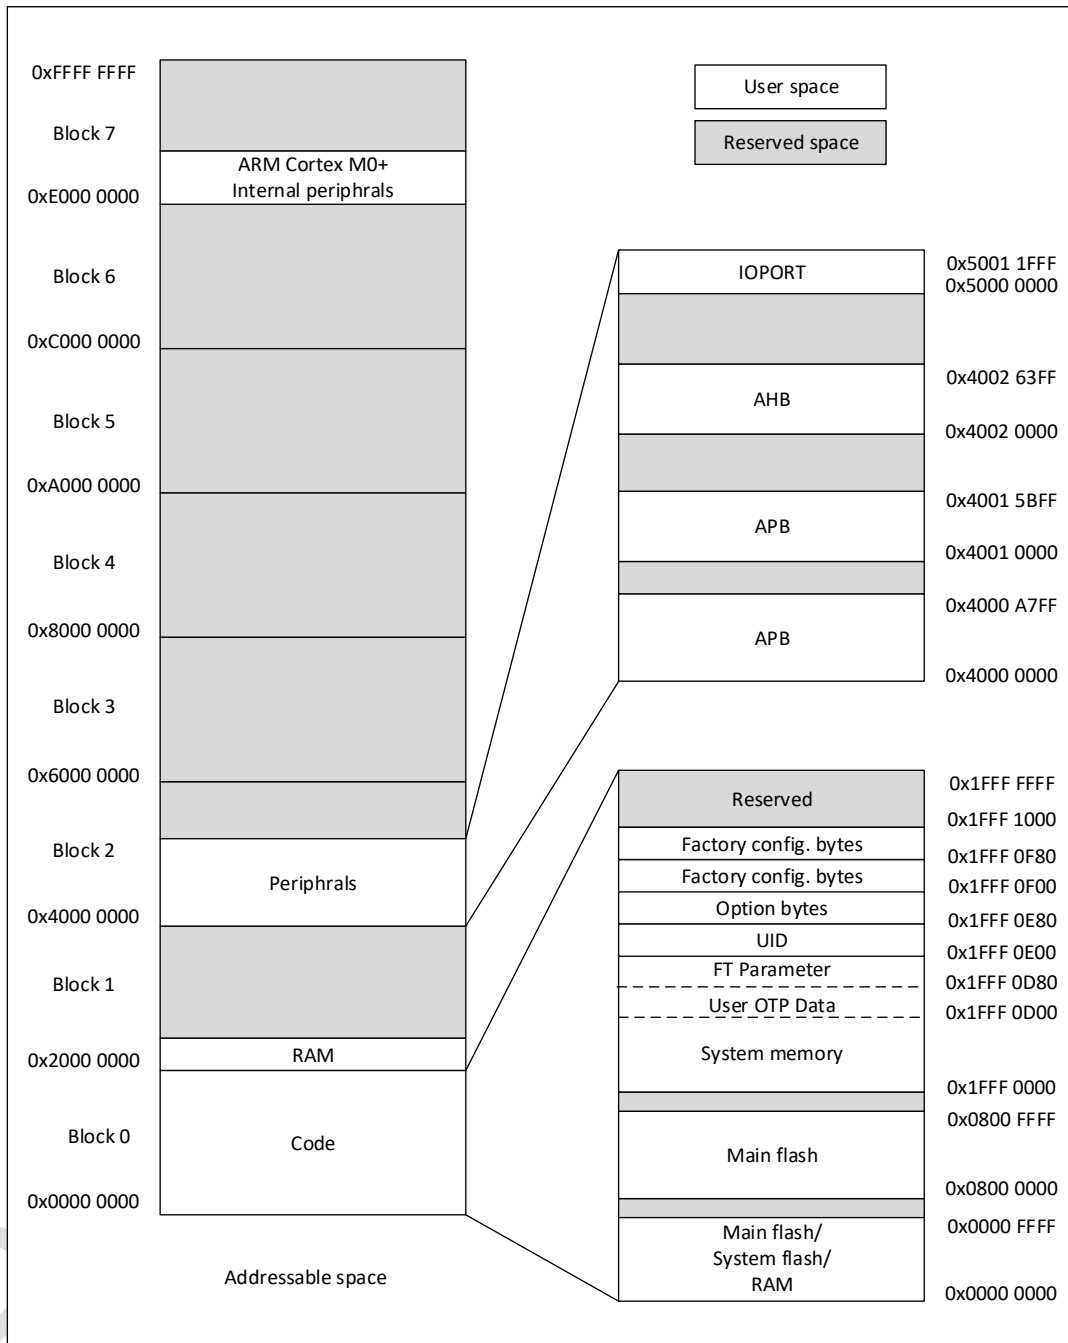 0xFFFF FFFF
Block 7
ARM Cortex M0+
Internal periphrals
0xE000 0000
Block 6
0xC000 0000
Block 5
0xA000 0000
Block 4
0x8000 0000
Block 3
0x6000 0000
Block 2
Periphrals
0x4000 0000
Block 1
0x2000 0000
RAM
Block 0
Code
0x0000 0000
Addressable space
User space
Reserved space
IOPORT
0x5001 1FFF
0x5000 0000
0x4002 63FF
AHB
0x4002 0000
0x4001 5BFF
APB
0x4001 0000
0x4000 A7FF
APB
0x4000 0000
0x1FFF FFFF
Reserved
0x1FFF 1000
Factory config. bytes
0x1FFF 0F80
Factory config. bytes
0x1FFF 0F00
Option bytes
0x1FFF 0E80
UID
0x1FFF 0E00
FT Parameter
0x1FFF 0D80
User OTP Data
0x1FFF 0D00
System memory
0x1FFF 0000
0x0800 FFFF
Main flash
0x0800 0000
0x0000 FFFF
Main flash/
System flash/
RAM
0x0000 0000